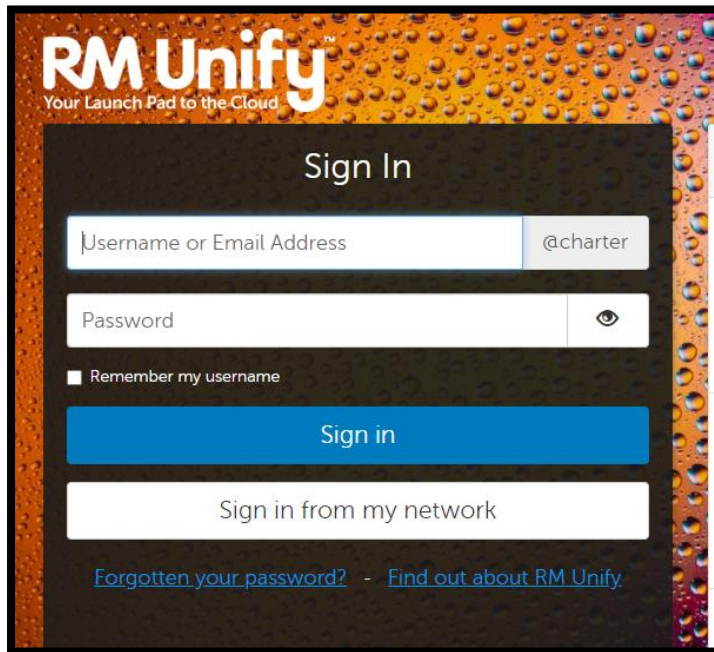 RM Unify™
Your Launch Pad to the Cloud
Sign In
Username or Email Address @charter
Password
Remember my username
Sign in
Sign in from my network
Forgotten your password? - Find out about RM Unify